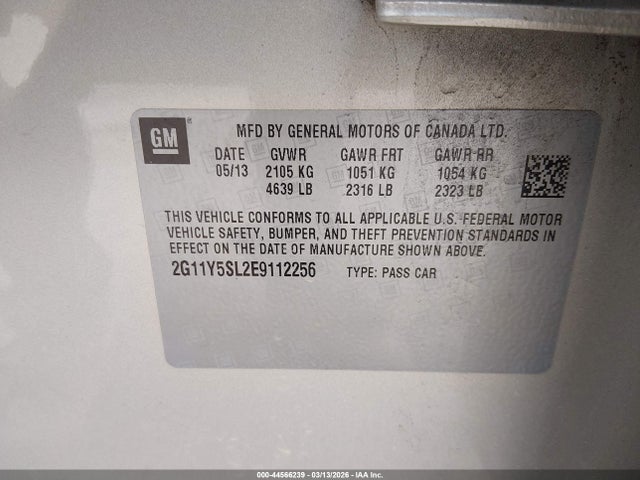 GM
MFD BY GENERAL MOTORS OF CANADA LTD.
DATE GVWR GAWR FRT GAWR RR
05/13 2105 KG 1051 KG 1054 KG
4639 LB 2316 LB 2323 LB
THIS VEHICLE CONFORMS TO ALL APPLICABLE U.S. FEDERAL MOTOR
VEHICLE SAFETY, BUMPER, AND THEFT PREVENTION STANDARDS IN
EFFECT ON THE DATE OF MANUFACTURE SHOWN ABOVE.
2G11Y5SL2E9112256 TYPE: PASS CAR
000-44566239 - 03/13/2026 - IAA Inc.